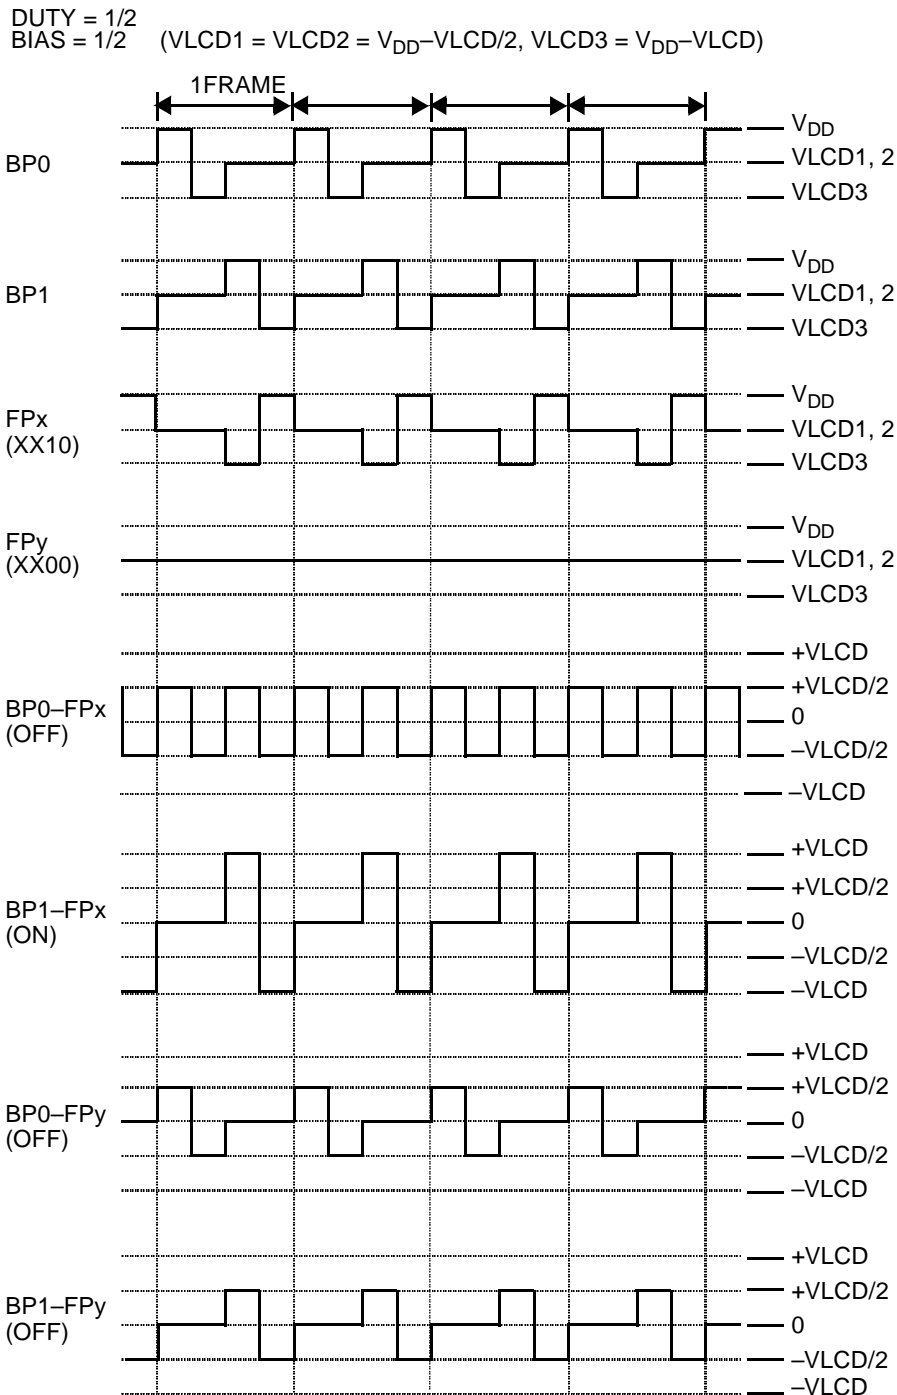 DUTY = 1/2
BIAS = 1/2 (VLCD1 = VLCD2 = VDD–VLCD/2, VLCD3 = VDD–VLCD)
1FRAME
BP0
VDD
VLCD1, 2
VLCD3
BP1
VDD
VLCD1, 2
VLCD3
FPx
(XX10)
VDD
VLCD1, 2
VLCD3
FPy
(XX00)
VDD
VLCD1, 2
VLCD3
BP0–FPx
(OFF)
+VLCD
+VLCD/2
0
–VLCD/2
–VLCD
BP1–FPx
(ON)
+VLCD
+VLCD/2
0
–VLCD/2
–VLCD
BP0–FPy
(OFF)
+VLCD
+VLCD/2
0
–VLCD/2
–VLCD
BP1–FPy
(OFF)
+VLCD
+VLCD/2
0
–VLCD/2
–VLCD